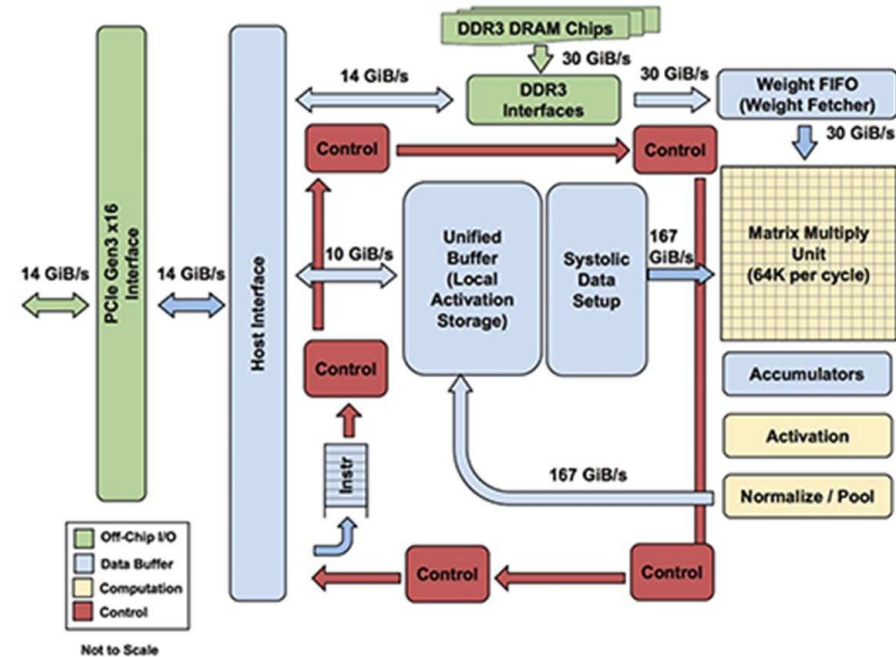 DDR3 DRAM Chips
30 GiB/s
14 GiB/s
DDR3
Interfaces
30 GiB/s
Weight FIFO
(Weight Fetcher)
30 GiB/s
Control
Control
PCIe Gen3 x16
Interface
14 GiB/s
14 GiB/s
Host Interface
10 GiB/s
Unified
Buffer
(Local
Activation
Storage)
Systolic
Data
Setup
167
GiB/s
Matrix Multiply
Unit
(64K per cycle)
Control
Accumulators
Activation
Instr
167 GiB/s
Normalize / Pool
Control
Control
Off-Chip I/O
Data Buffer
Computation
Control
Not to Scale